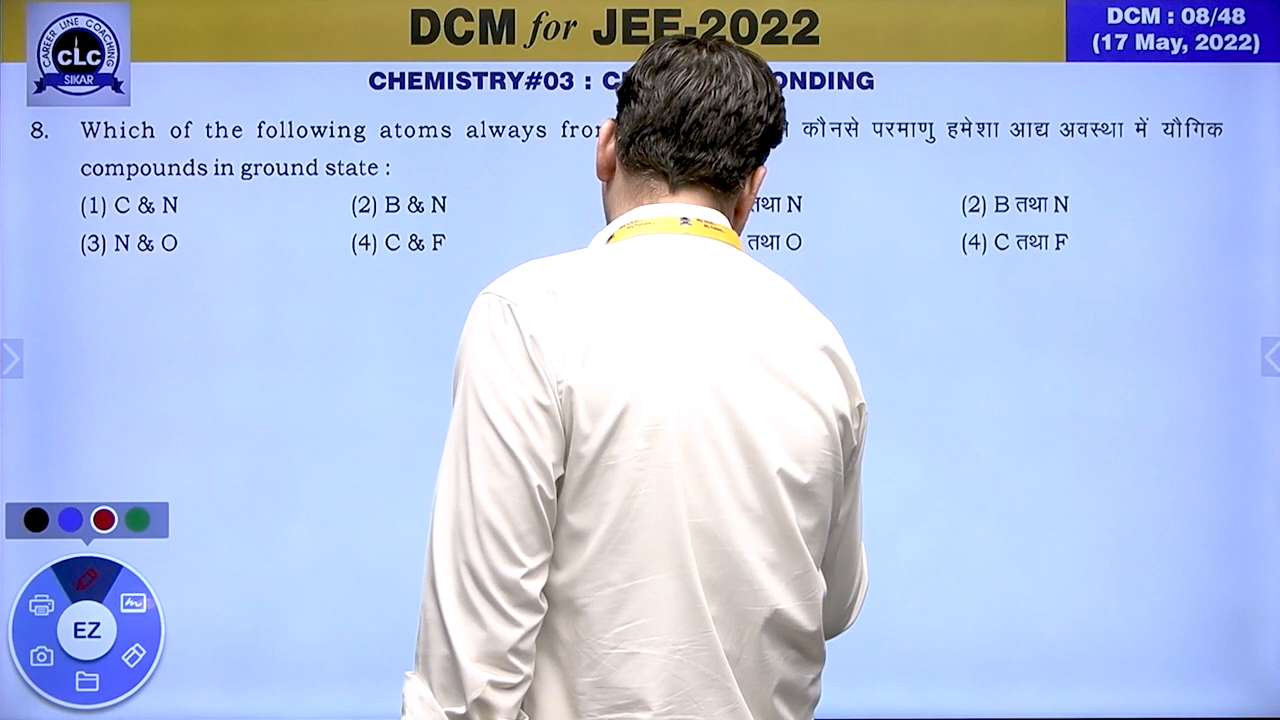 DCM for JEE-2022
DCM : 08/48
(17 May, 2022)
CAREER LINE COACHING
CLC
SIKAR
CHEMISTRY#03 :
8. Which of the following atoms always
compounds in ground state :
(1) C & N (2) B & N
(3) N & O (4) C & F
कौनसे परमाणु हमेशा आद्य अवस्था में यौगिक
तथा N (2) B तथा N
तथा O (4) C तथा F
EZ